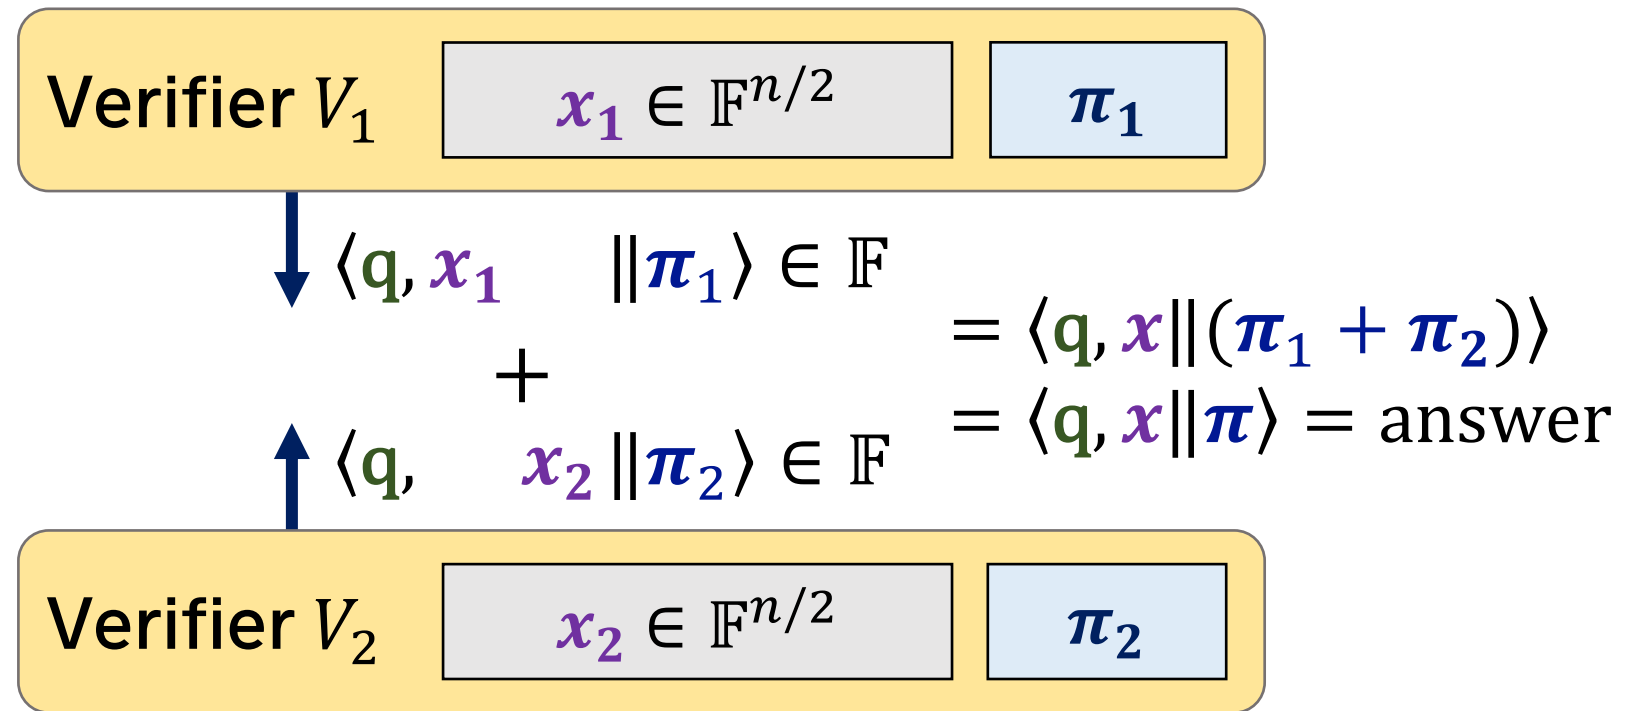 Verifier V₁ x₁ ∈ 𝔽^{n/2} π₁
⟨q, x₁ ‖π₁⟩ ∈ 𝔽
= ⟨q, x‖(π₁ + π₂)⟩
+
= ⟨q, x‖π⟩ = answer
⟨q, x₂ ‖π₂⟩ ∈ 𝔽
Verifier V₂ x₂ ∈ 𝔽^{n/2} π₂